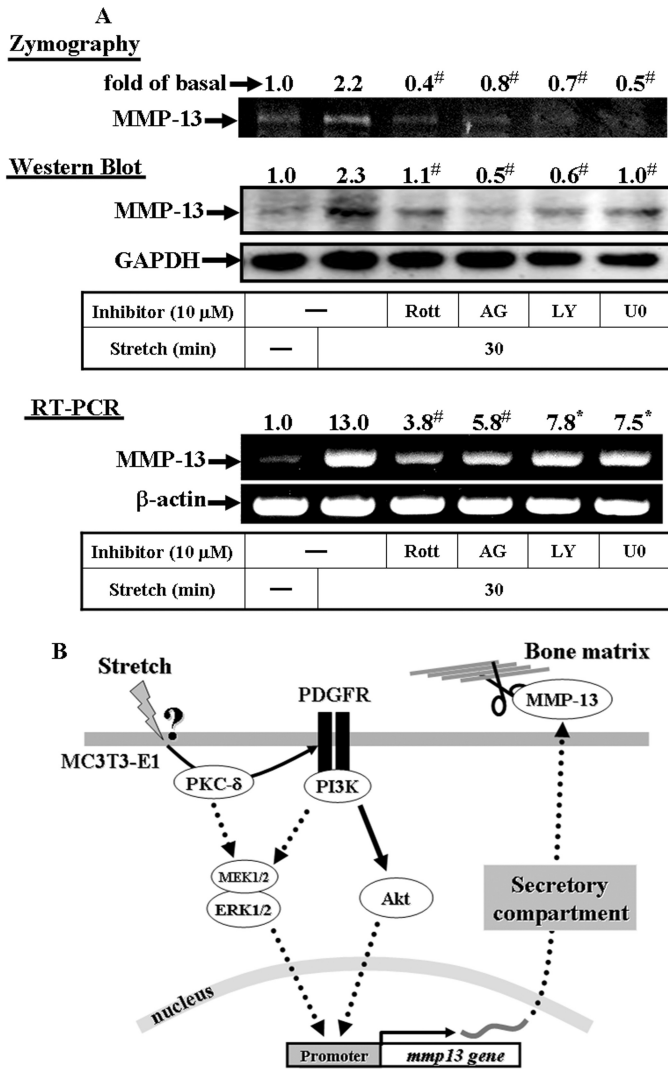 A
Zymography
fold of basal 1.0 2.2 0.4# 0.8# 0.7# 0.5#
MMP-13
Western Blot
1.0 2.3 1.1# 0.5# 0.6# 1.0#
MMP-13
GAPDH
Inhibitor (10 µM) — Rott AG LY U0
Stretch (min) — 30
RT-PCR
1.0 13.0 3.8# 5.8# 7.8* 7.5*
MMP-13
β-actin
Inhibitor (10 µM) — Rott AG LY U0
Stretch (min) — 30
B
Stretch
?
Bone matrix
PDGFR
MMP-13
MC3T3-E1
PKC-δ
PI3K
MEK1/2
ERK1/2
Akt
Secretory
compartment
nucleus
Promoter
mmp13 gene